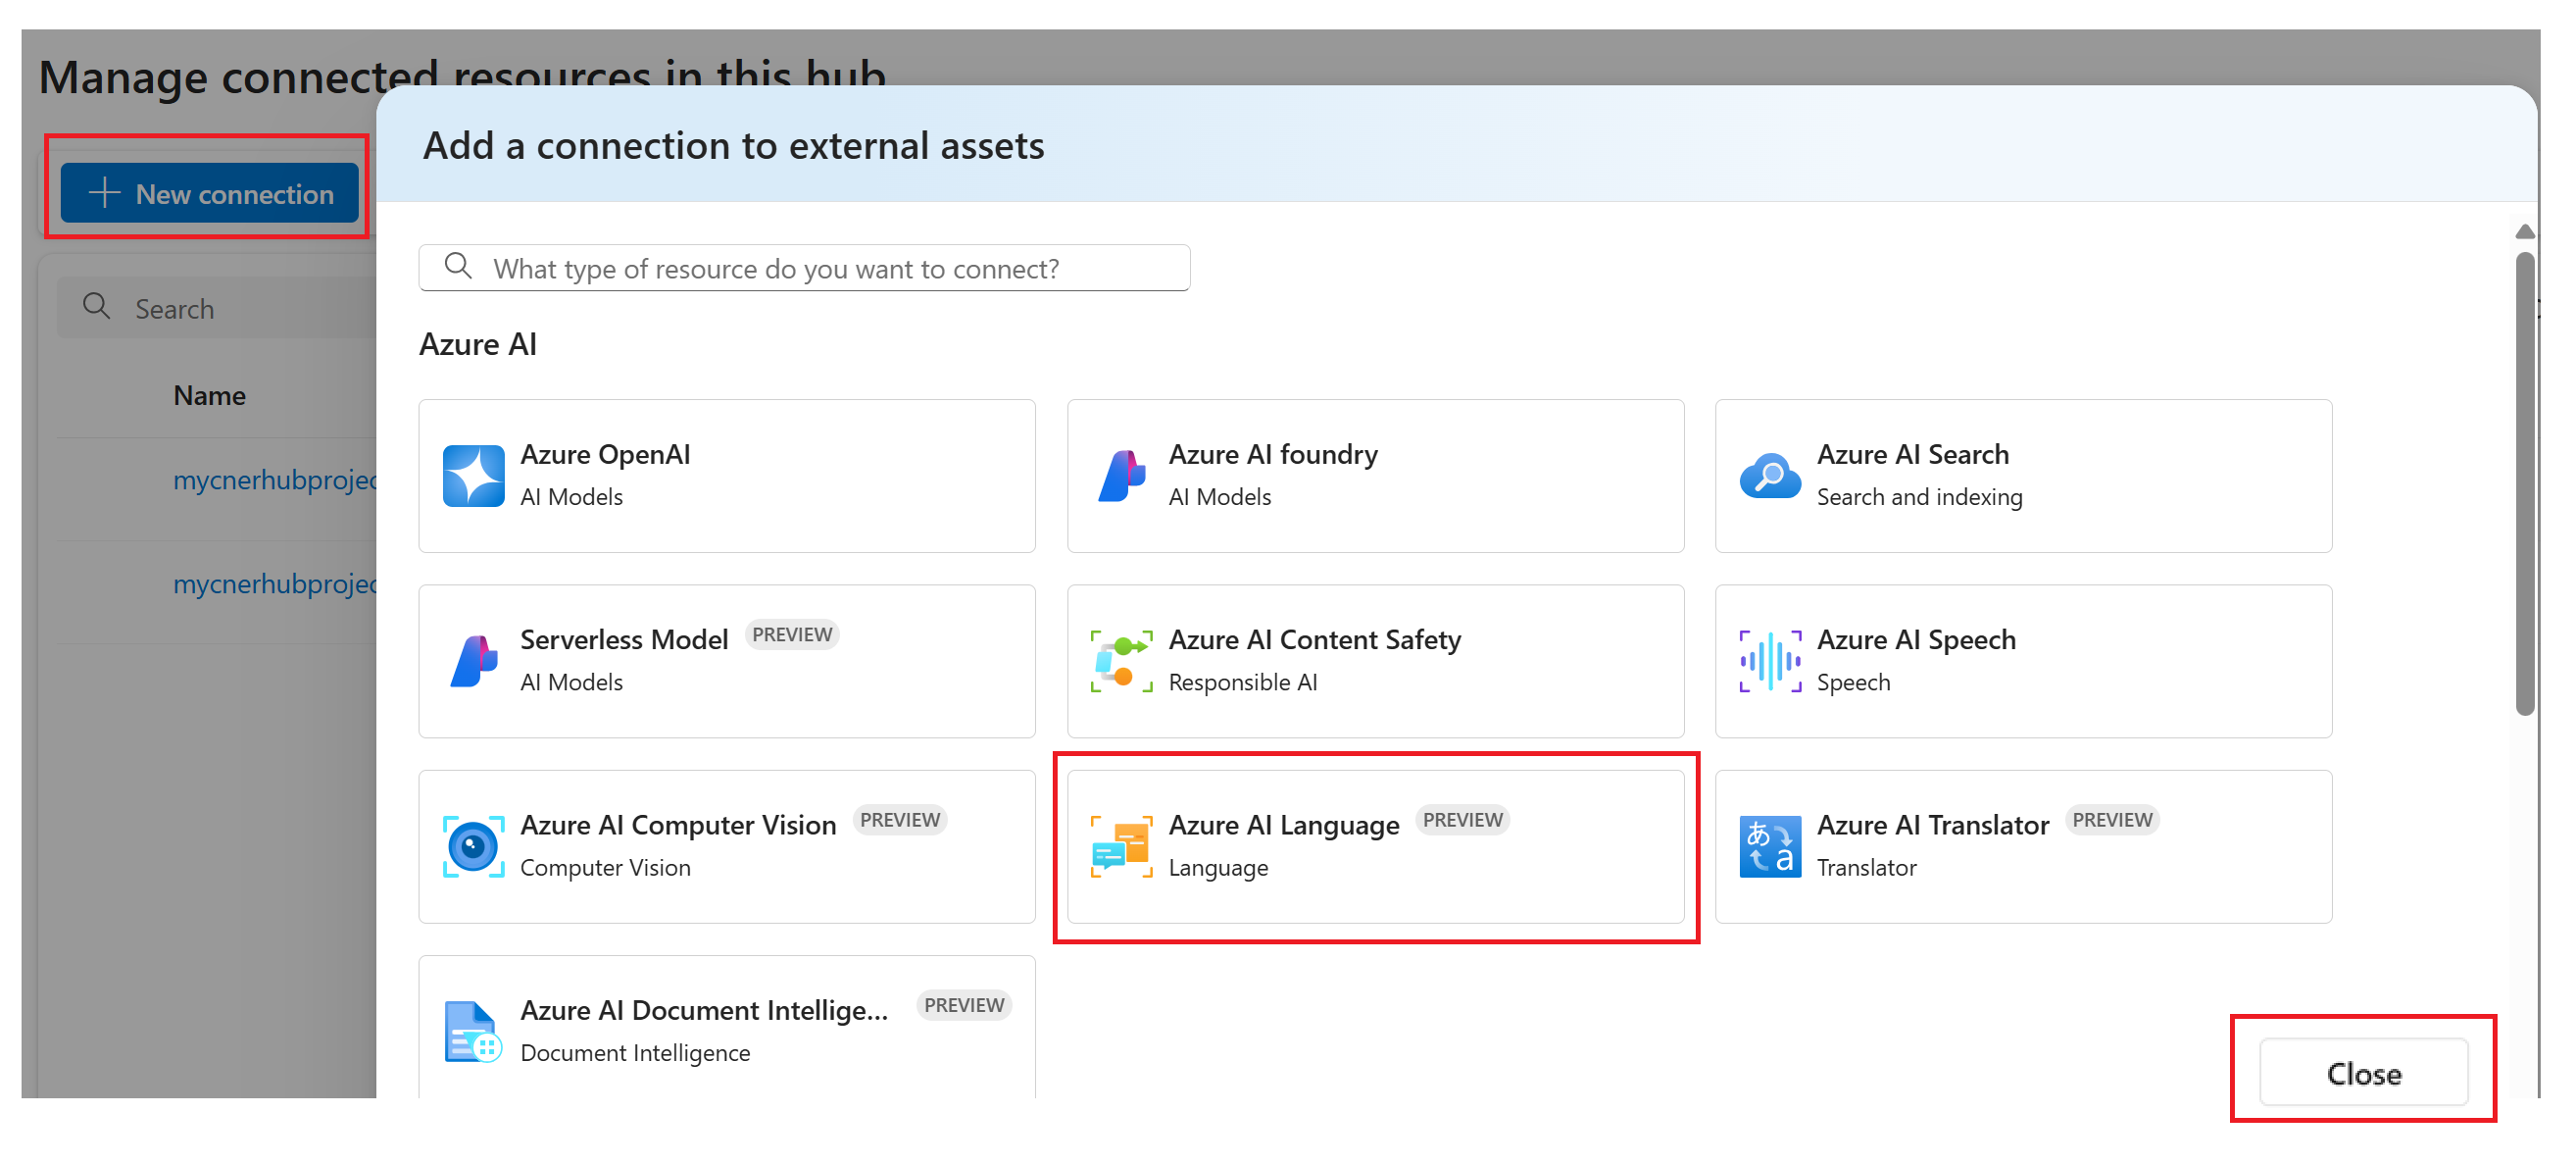 Manage connected resources in this hub
New connection
Search
Name
mycnerhubprojec
mycnerhubprojec
Add a connection to external assets
What type of resource do you want to connect?
Azure AI
Azure OpenAI
AI Models
Azure AI foundry
AI Models
Azure AI Search
Search and indexing
Serverless Model PREVIEW
AI Models
Azure AI Content Safety
Responsible AI
Azure AI Speech
Speech
Azure AI Computer Vision PREVIEW
Computer Vision
Azure AI Language PREVIEW
Language
Azure AI Translator PREVIEW
Translator
Azure AI Document Intellige... PREVIEW
Document Intelligence
Close